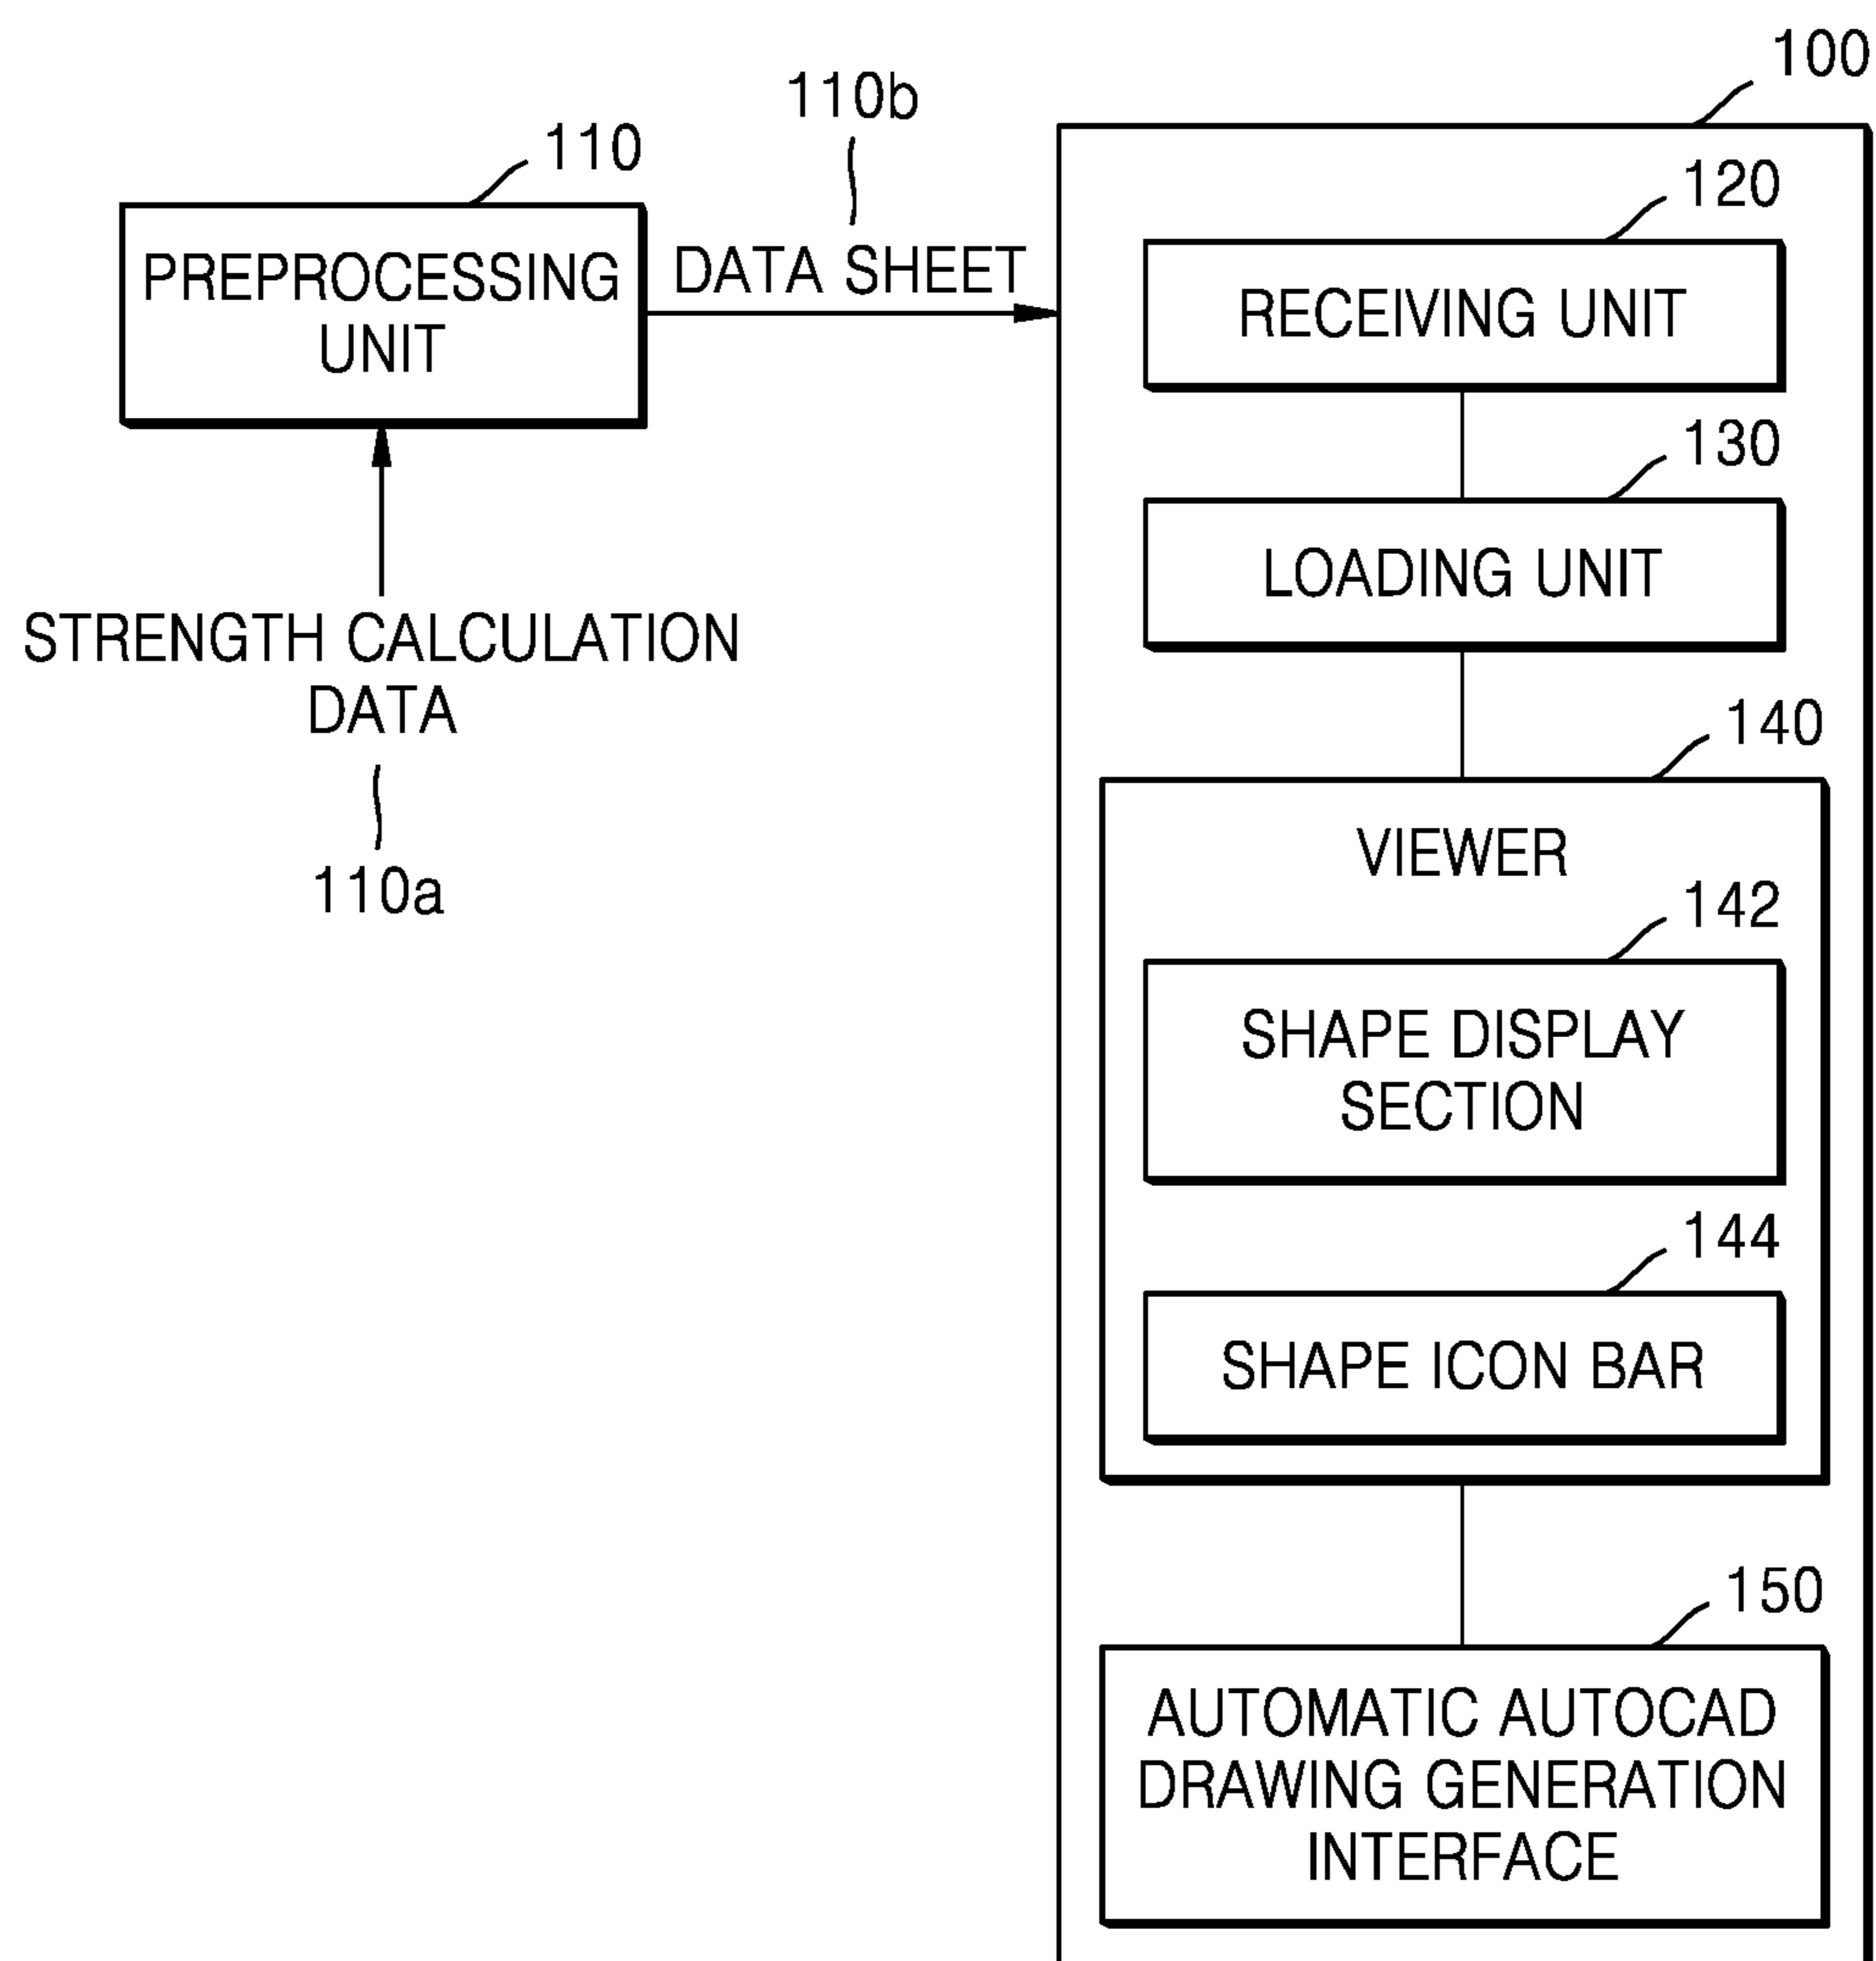 100
110b
110
120
PREPROCESSING
UNIT
DATA SHEET
RECEIVING UNIT
130
LOADING UNIT
STRENGTH CALCULATION
DATA
110a
140
VIEWER
142
SHAPE DISPLAY
SECTION
144
SHAPE ICON BAR
150
AUTOMATIC AUTOCAD
DRAWING GENERATION
INTERFACE